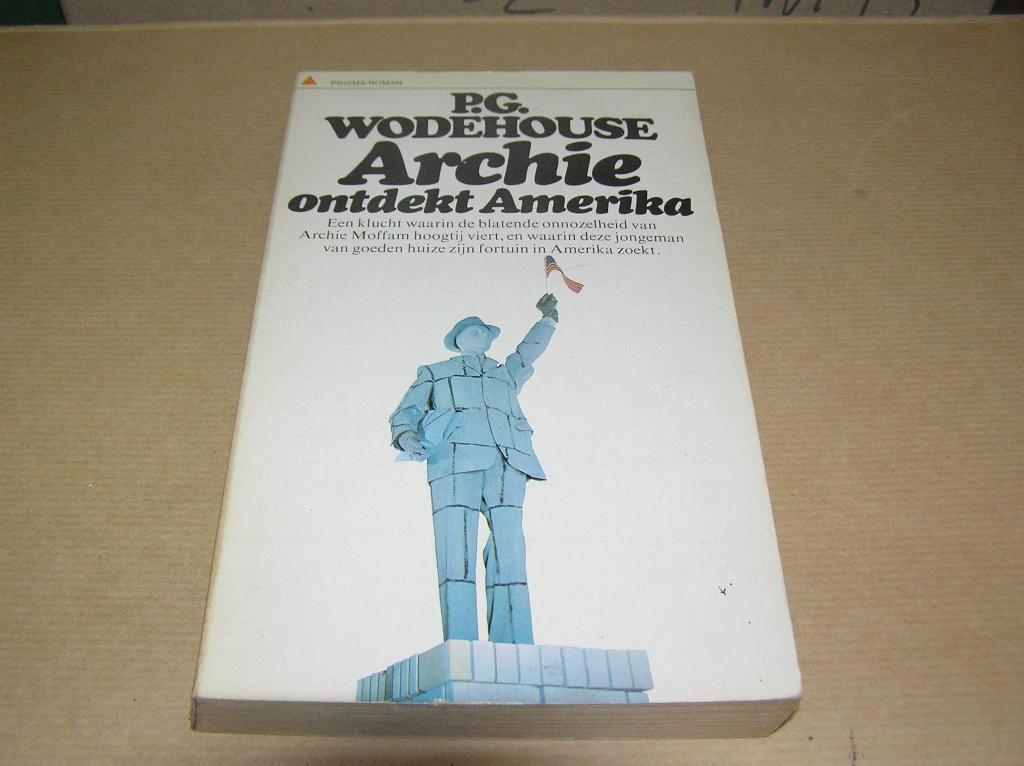 PRISMA-ROMAN
P.G.
WODEHOUSE
Archie
ontdekt Amerika
Een klucht waarin de blatende onnozelheid van
Archie Moffam hoogtij viert, en waarin deze jongeman
van goeden huize zijn fortuin in Amerika zoekt.